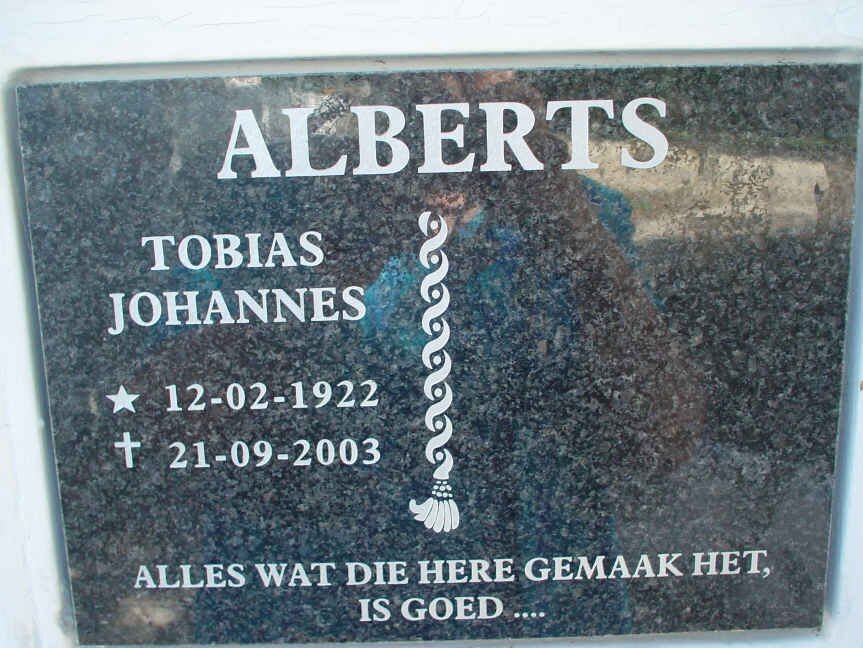 ALBERTS
TOBIAS
JOHANNES
★ 12-02-1922
✝ 21-09-2003
ALLES WAT DIE HERE GEMAAK HET,
IS GOED ....